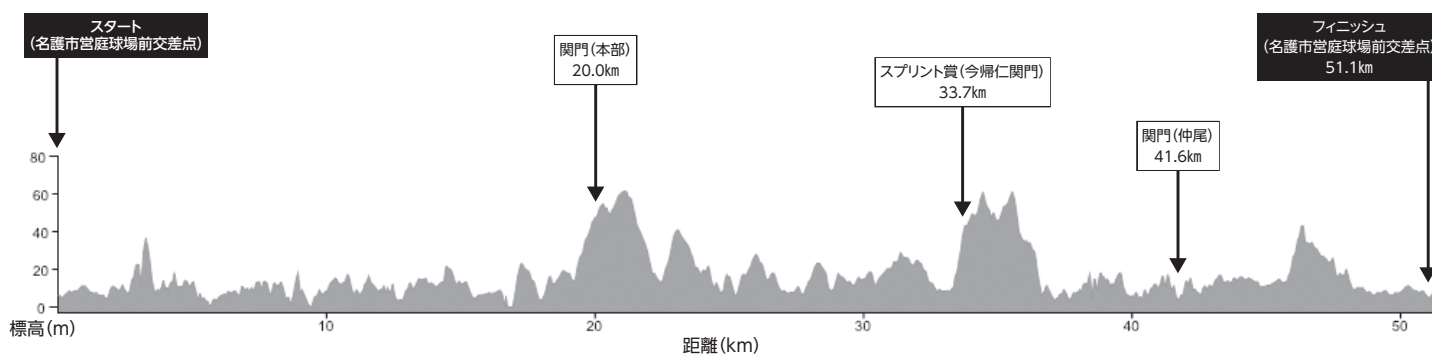 スタート
(名護市営庭球場前交差点)
関門(本部)
20.0km
スプリント賞(今帰仁関門)
33.7km
関門(仲尾)
41.6km
フィニッシュ
(名護市営庭球場前交差点)
51.1km
80
60
40
20
0
標高(m)
10
20
30
40
50
距離(km)